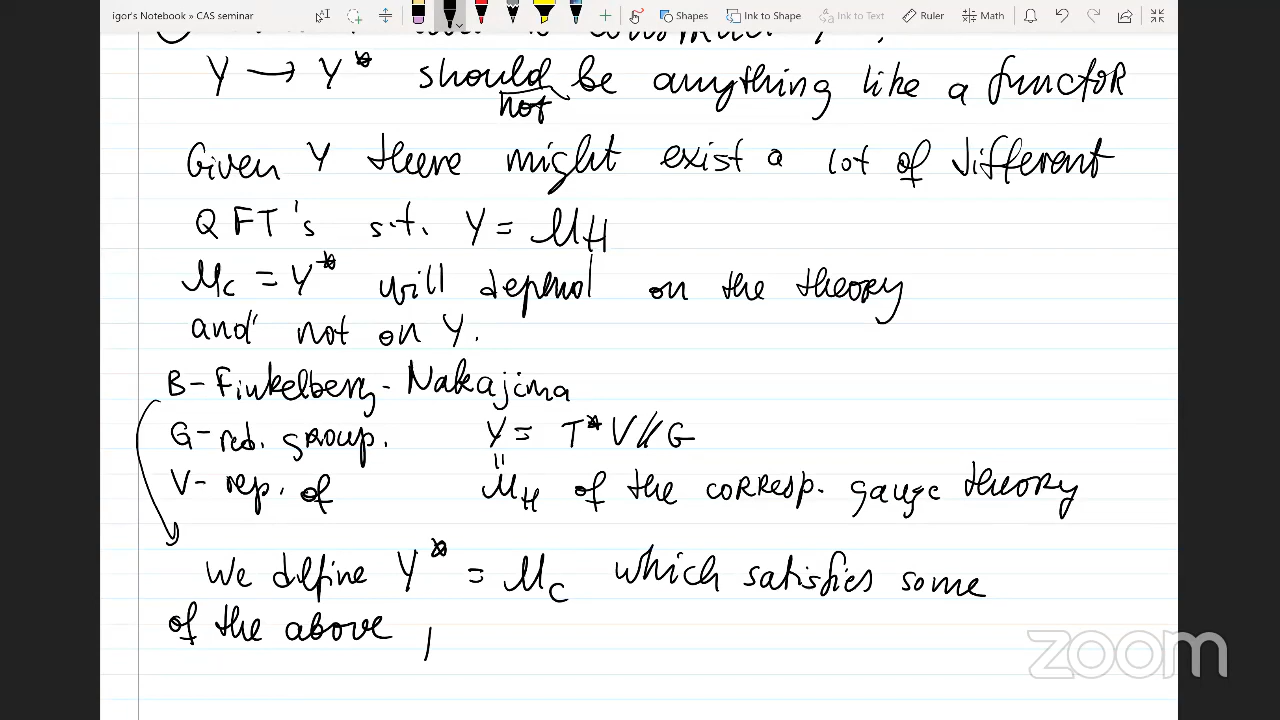 igor's Notebook » CAS seminar Shapes Ink to Shape Ink to Text Ruler Math
Y → Y* should be anything like a functor
not
Given Y there might exist a lot of different
QFT's s.t. Y = M_H
M_C = Y* will depend on the theory
and not on Y.
B-Finkelberg-Nakajima
G- red. group. Y = T*V//G
V- rep. of M_H of the corresp. gauge theory
We define Y* = M_C which satisfies some
of the above
zoom